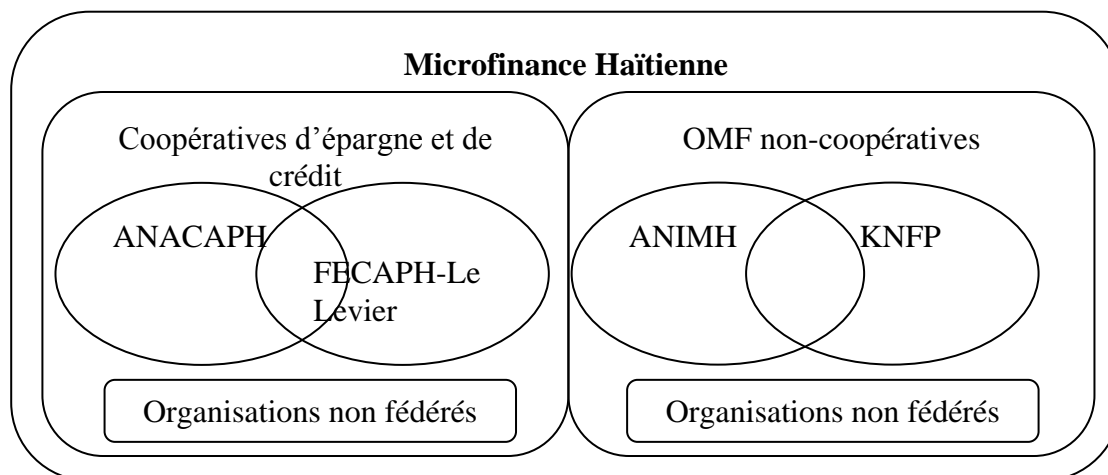 Microfinance Haïtienne
Coopératives d’épargne et de
crédit
ANACAPH
FECAPH-Le
Levier
Organisations non fédérés
OMF non-coopératives
ANIMH
KNFP
Organisations non fédérés